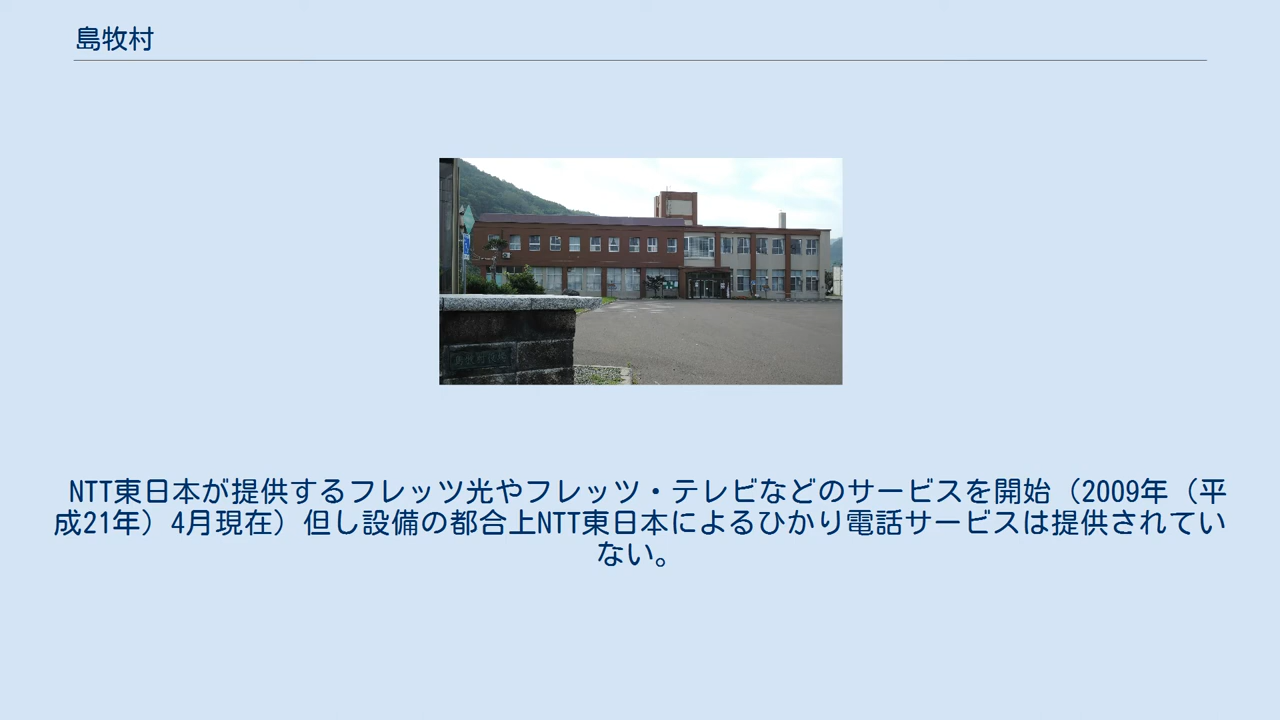 島牧村
NTT東日本が提供するフレッツ光やフレッツ・テレビなどのサービスを開始（2009年（平
成21年）4月現在）但し設備の都合上NTT東日本によるひかり電話サービスは提供されてい
ない。